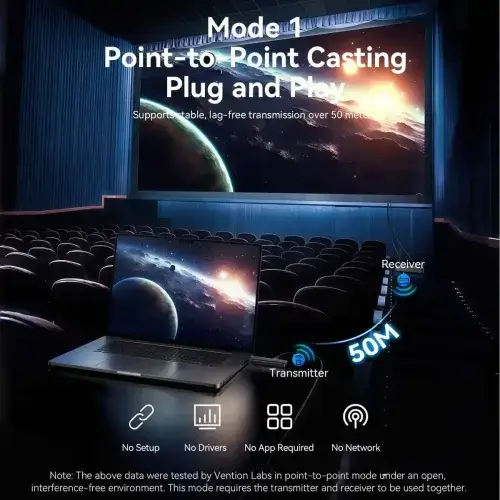 Mode 1
Point-to-Point Casting
Plug and Play
Supports stable, lag-free transmission over 50 meters
Receiver
50M
Transmitter
No Setup
No Drivers
No App Required
No Network
Note: The above data were tested by Vention Labs in point-to-point mode under an open,
interference-free environment. This mode requires the transmitter and receiver to be used together.